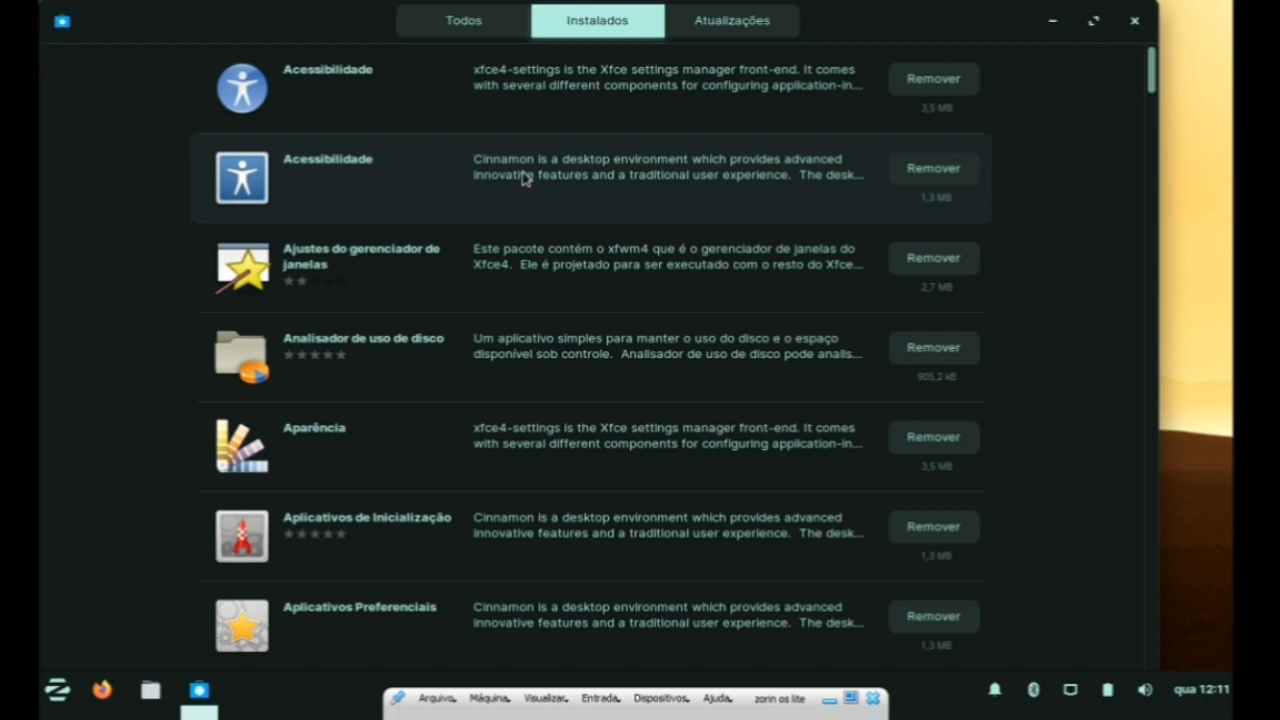 Todos
Instalados
Atualizações
Acessibilidade
xfce4-settings is the Xfce settings manager front-end. It comes
with several different components for configuring application-in...
Remover
3,5 MB
Acessibilidade
Cinnamon is a desktop environment which provides advanced
innovative features and a traditional user experience. The desk...
Remover
1,3 MB
Ajustes do gerenciador de
janelas
Este pacote contém o xfwm4 que é o gerenciador de janelas do
Xfce4. Ele é projetado para ser executado com o resto do Xfce...
Remover
2,7 MB
Analisador de uso de disco
Um aplicativo simples para manter o uso do disco e o espaço
disponível sob controle. Analisador de uso de disco pode analis...
Remover
905,2 kB
Aparência
xfce4-settings is the Xfce settings manager front-end. It comes
with several different components for configuring application-in...
Remover
3,5 MB
Aplicativos de Inicialização
Cinnamon is a desktop environment which provides advanced
innovative features and a traditional user experience. The desk...
Remover
1,3 MB
Aplicativos Preferenciais
Cinnamon is a desktop environment which provides advanced
innovative features and a traditional user experience. The desk...
Remover
1,3 MB
Arquivo Máquina Visualizar Entrada Dispositivos Ajuda zorin os lite
qua 12:11